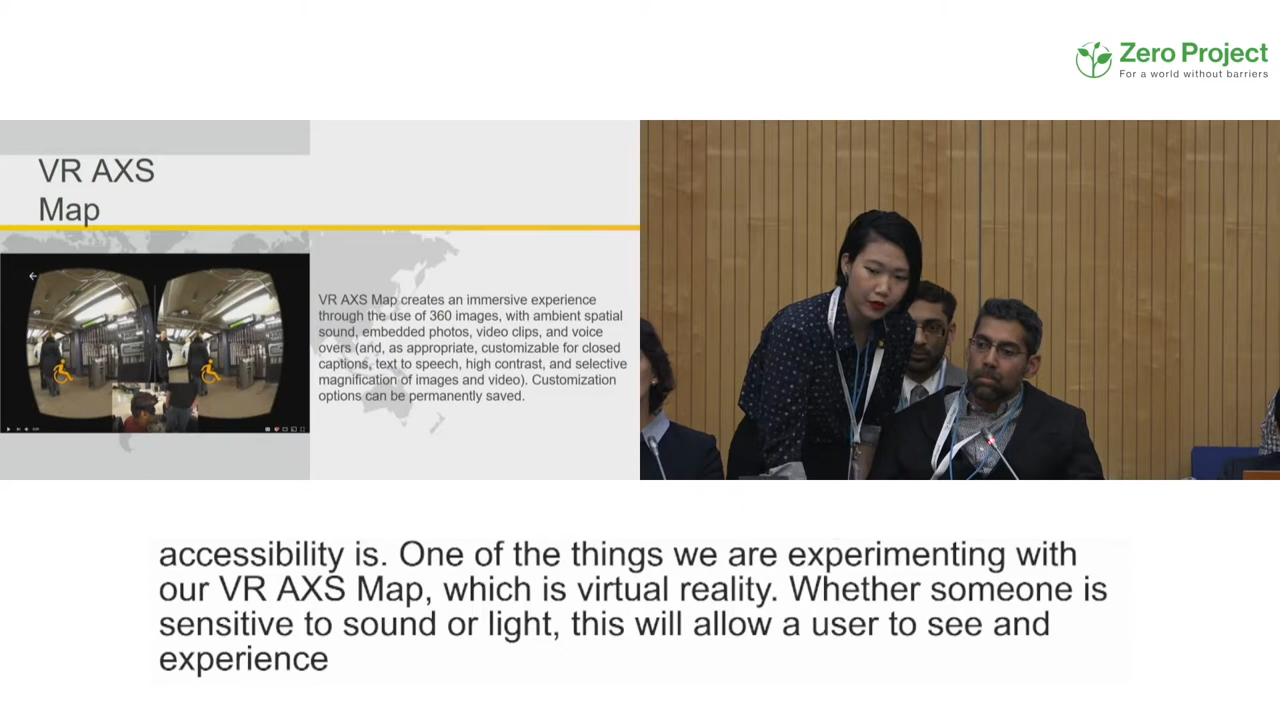 Zero Project
For a world without barriers
VR AXS
Map
VR AXS Map creates an immersive experience
through the use of 360 images, with ambient spatial
sound, embedded photos, video clips, and voice
overs (and, as appropriate, customizable for closed
captions, text to speech, high contrast, and selective
magnification of images and video). Customization
options can be permanently saved.
accessibility is. One of the things we are experimenting with
our VR AXS Map, which is virtual reality. Whether someone is
sensitive to sound or light, this will allow a user to see and
experience